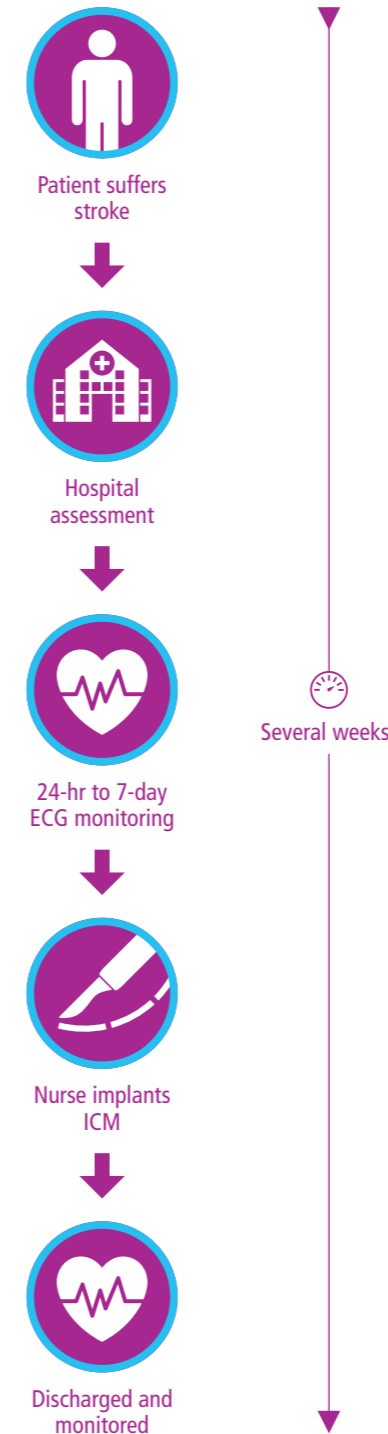 Patient suffers
stroke
Hospital
assessment
24-hr to 7-day
ECG monitoring
Several weeks
Nurse implants
ICM
Discharged and
monitored